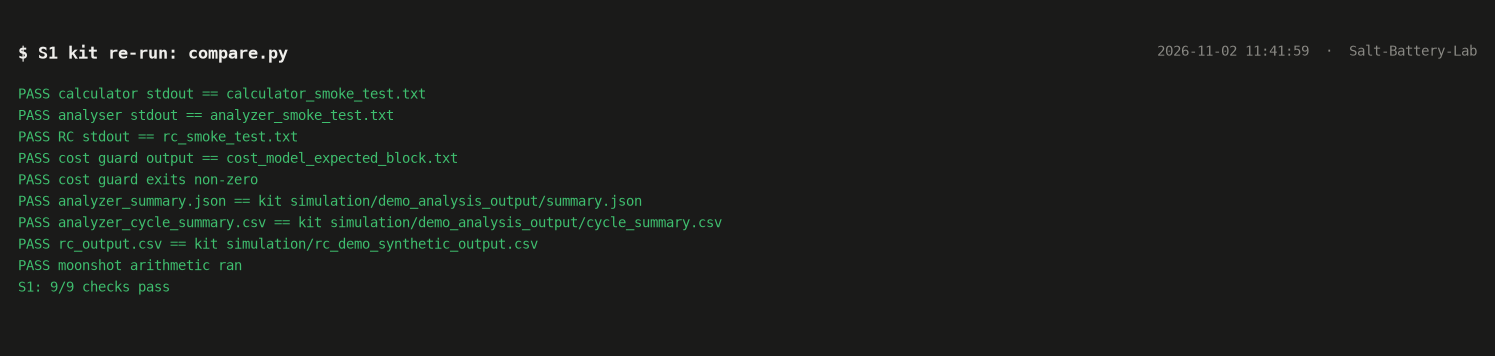 $ S1 kit re-run: compare.py
2026-11-02 11:41:59 · Salt-Battery-Lab
PASS calculator stdout == calculator_smoke_test.txt
PASS analyser stdout == analyzer_smoke_test.txt
PASS RC stdout == rc_smoke_test.txt
PASS cost guard output == cost_model_expected_block.txt
PASS cost guard exits non-zero
PASS analyzer_summary.json == kit simulation/demo_analysis_output/summary.json
PASS analyzer_cycle_summary.csv == kit simulation/demo_analysis_output/cycle_summary.csv
PASS rc_output.csv == kit simulation/rc_demo_synthetic_output.csv
PASS moonshot arithmetic ran
S1: 9/9 checks pass